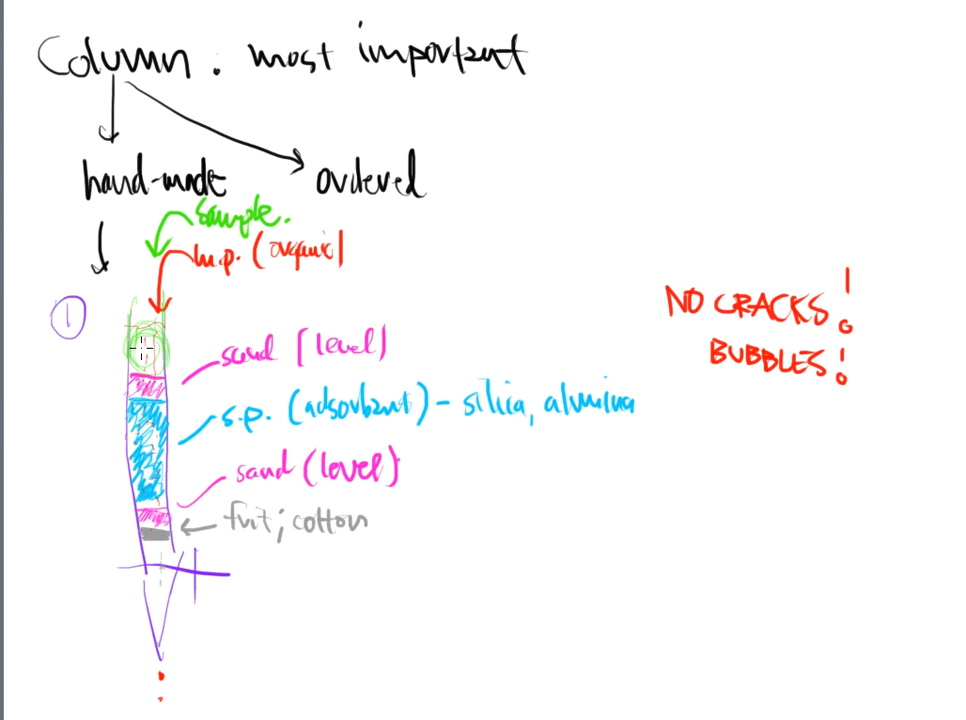 Column : most important
hand-made
ordered
sample.
m.p. (organic)
①
NO CRACKS!
BUBBLES!
sand (level)
s.p. (adsorbant) - silica, alumina
sand (level)
frit; cotton